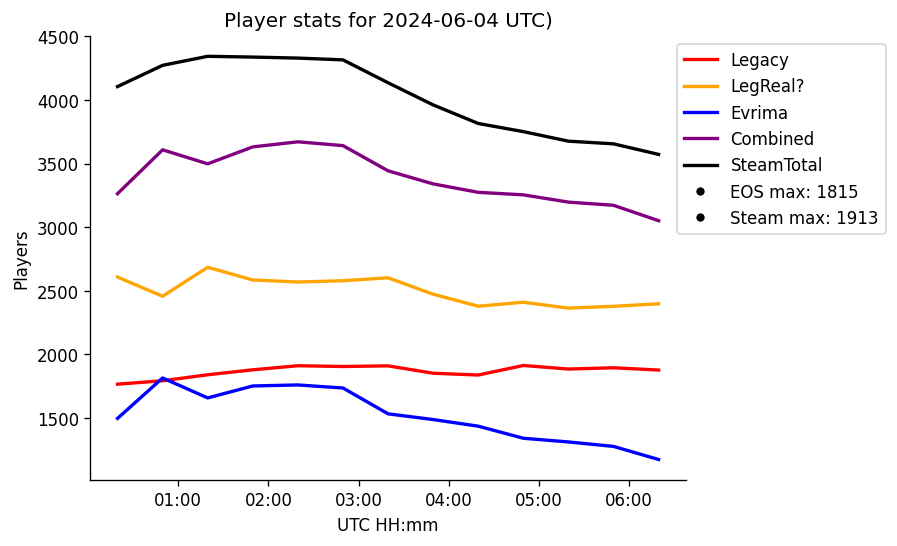 Player stats for 2024-06-04 UTC)
4500
4000
3500
3000
2500
2000
1500
Players
01:00 02:00 03:00 04:00 05:00 06:00
UTC HH:mm
Legacy
LegReal?
Evrima
Combined
SteamTotal
EOS max: 1815
Steam max: 1913